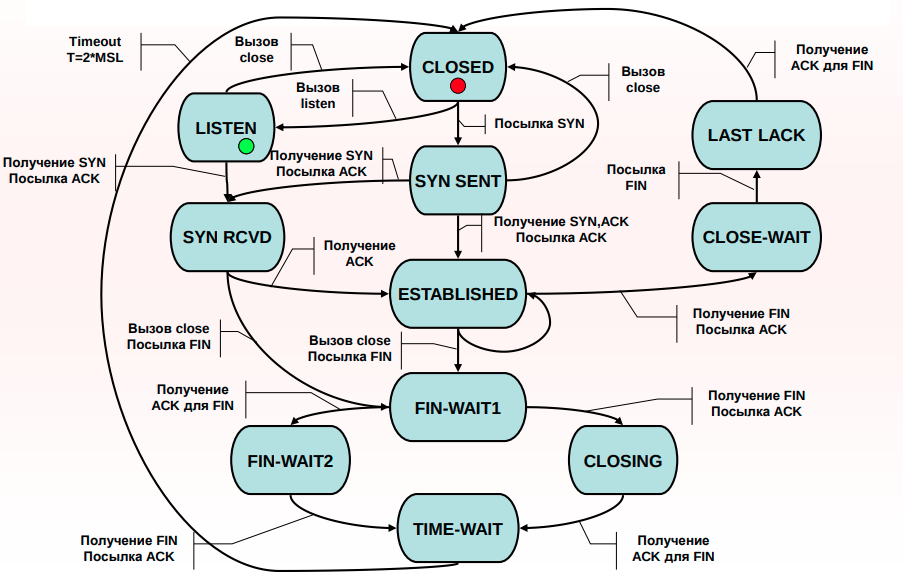 Timeout
T=2*MSL
Вызов
close
CLOSED
Вызов
listen
Вызов
close
Получение
ACK для FIN
LISTEN
Посылка SYN
LAST LACK
Получение SYN
Посылка ACK
Получение SYN
Посылка ACK
SYN SENT
Посылка
FIN
SYN RCVD
Получение
ACK
Получение SYN,ACK
Посылка ACK
CLOSE-WAIT
ESTABLISHED
Получение FIN
Посылка ACK
Вызов close
Посылка FIN
Вызов close
Посылка FIN
Получение
ACK для FIN
FIN-WAIT1
Получение FIN
Посылка ACK
FIN-WAIT2
CLOSING
TIME-WAIT
Получение FIN
Посылка ACK
Получение
ACK для FIN